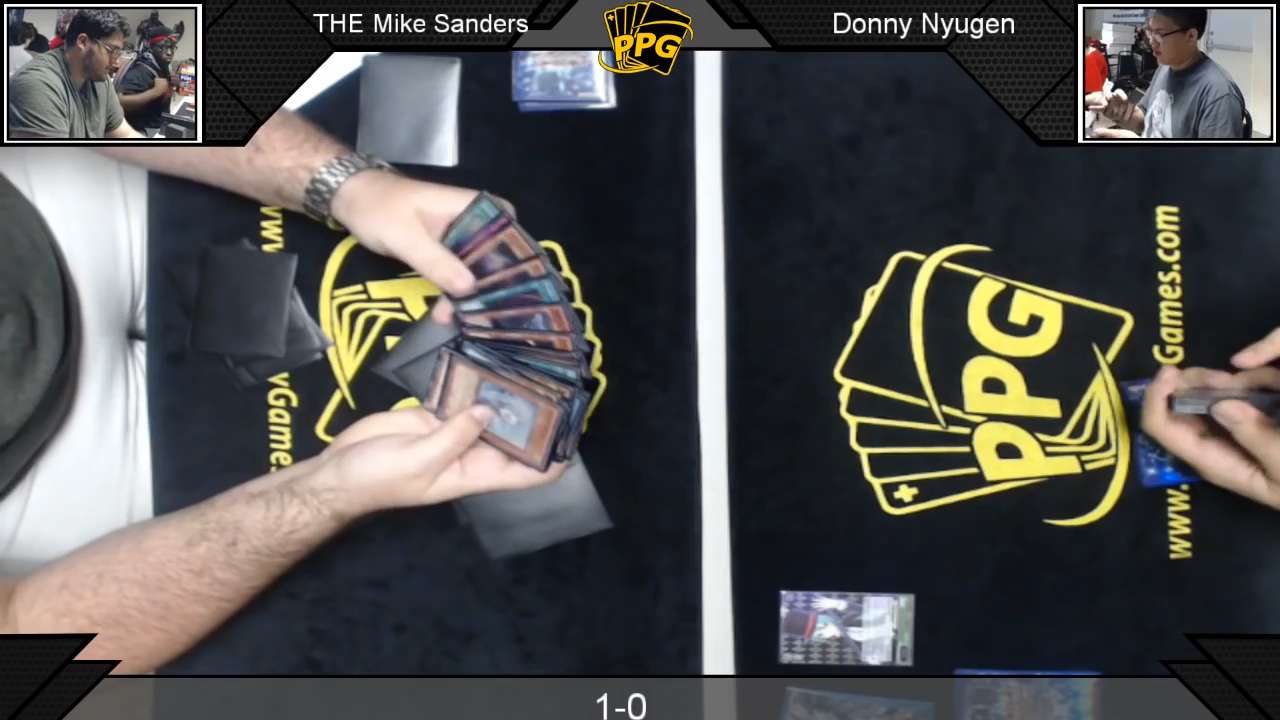 THE Mike Sanders
PPG
Donny Nyugen
PPG
Games.com
www.
1-0